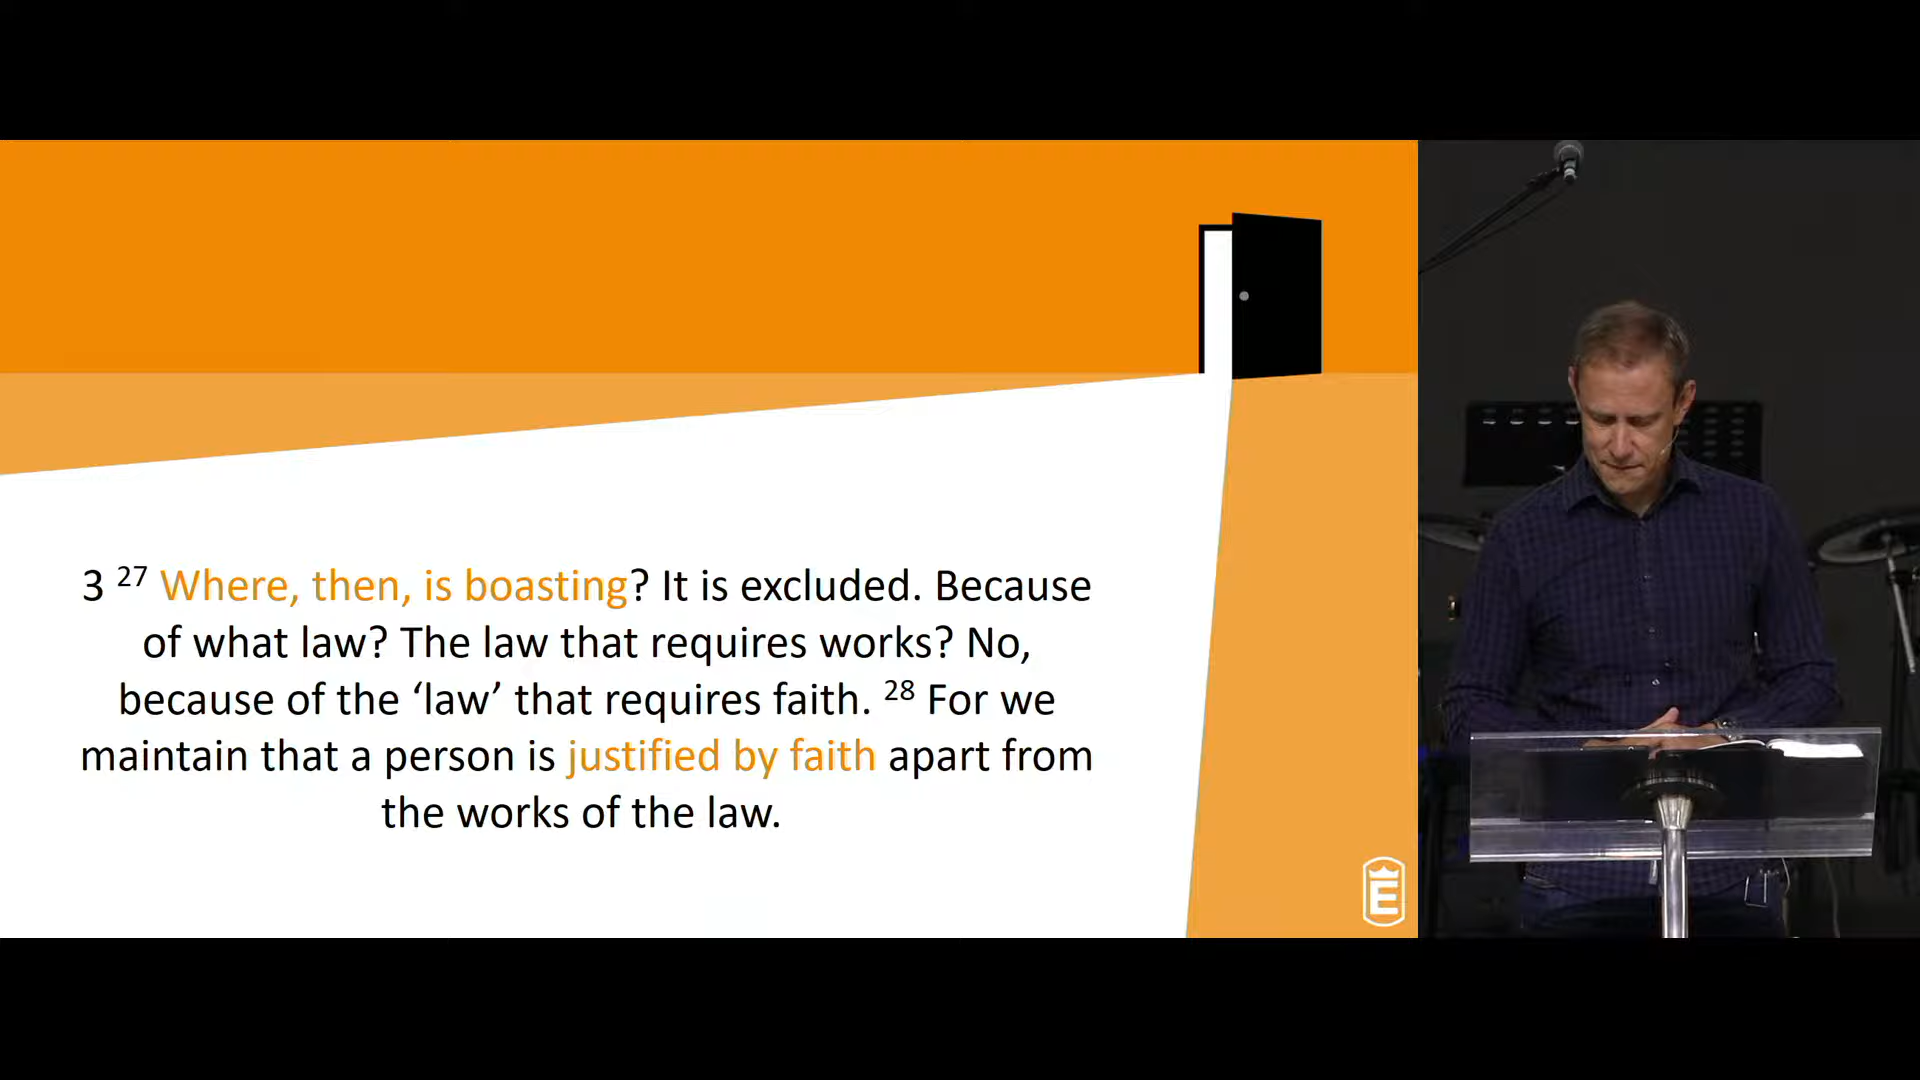 3 27 Where, then, is boasting? It is excluded. Because
of what law? The law that requires works? No,
because of the ‘law’ that requires faith. 28 For we
maintain that a person is justified by faith apart from
the works of the law.
E